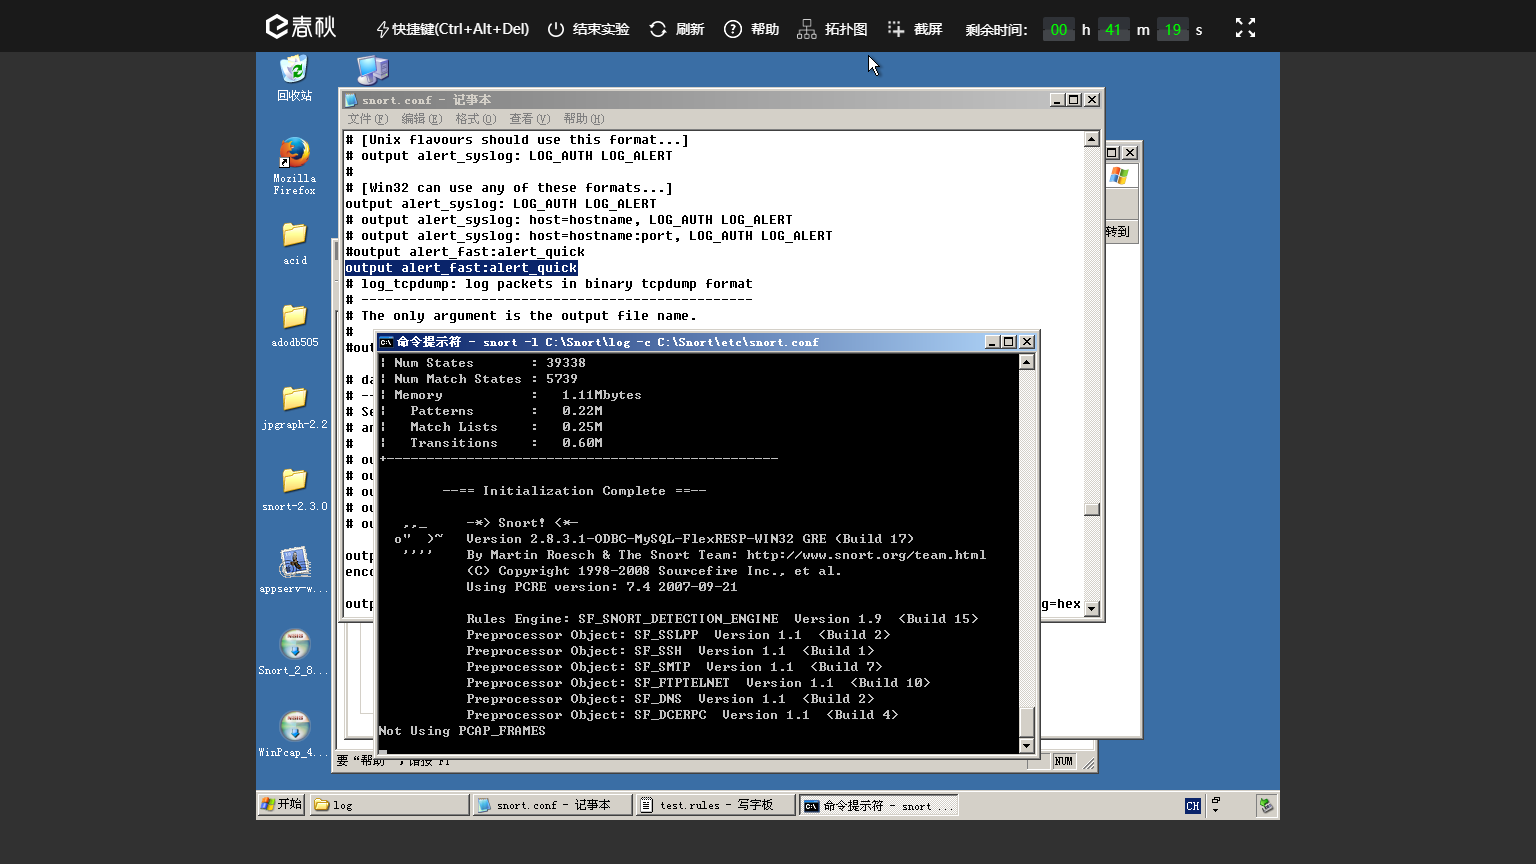 春秋
快捷键(Ctrl+Alt+Del)
结束实验
刷新
帮助
拓扑图
截屏
剩余时间：
00 h 41 m 19 s
回收站
Mozilla
Firefox
acid
adodb505
jpgraph-2.2
snort-2.3.0
appserv-w...
Snort_2_8...
WinPcap_4...
snort.conf - 记事本
文件(F) 编辑(E) 格式(O) 查看(V) 帮助(H)
# [Unix flavours should use this format...]
# output alert_syslog: LOG_AUTH LOG_ALERT
#
# [Win32 can use any of these formats...]
output alert_syslog: LOG_AUTH LOG_ALERT
# output alert_syslog: host=hostname, LOG_AUTH LOG_ALERT
# output alert_syslog: host=hostname:port, LOG_AUTH LOG_ALERT
#output alert_fast:alert_quick
output alert_fast:alert_quick
# log_tcpdump: log packets in binary tcpdump format
# -------------------------------------------------
# The only argument is the output file name.
#
#out
# da
# --
# Se
# an
#
# ou
# ou
# ou
# ou
# ou
outp
enco
outp
g=hex
转到
命令提示符 - snort -l C:\Snort\log -c C:\Snort\etc\snort.conf
| Num States : 39338
| Num Match States : 5739
| Memory : 1.11Mbytes
| Patterns : 0.22M
| Match Lists : 0.25M
| Transitions : 0.60M
+-------------------------------------------------
--== Initialization Complete ==--
,,_ -*> Snort! <*-
o" )~ Version 2.8.3.1-ODBC-MySQL-FlexRESP-WIN32 GRE (Build 17)
'''' By Martin Roesch & The Snort Team: http://www.snort.org/team.html
(C) Copyright 1998-2008 Sourcefire Inc., et al.
Using PCRE version: 7.4 2007-09-21
Rules Engine: SF_SNORT_DETECTION_ENGINE Version 1.9 <Build 15>
Preprocessor Object: SF_SSLPP Version 1.1 <Build 2>
Preprocessor Object: SF_SSH Version 1.1 <Build 1>
Preprocessor Object: SF_SMTP Version 1.1 <Build 7>
Preprocessor Object: SF_FTPTELNET Version 1.1 <Build 10>
Preprocessor Object: SF_DNS Version 1.1 <Build 2>
Preprocessor Object: SF_DCERPC Version 1.1 <Build 4>
Not Using PCAP_FRAMES
要“帮助”，请按 F1
NUM
开始
log
snort.conf - 记事本
test.rules - 写字板
命令提示符 - snort ...
CH